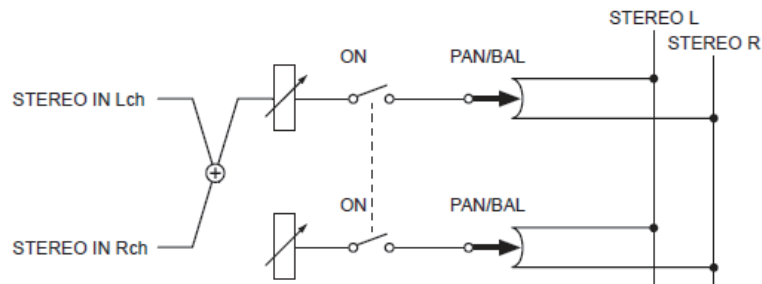 STEREO L
STEREO R
ON
PAN/BAL
STEREO IN Lch
ON
PAN/BAL
STEREO IN Rch